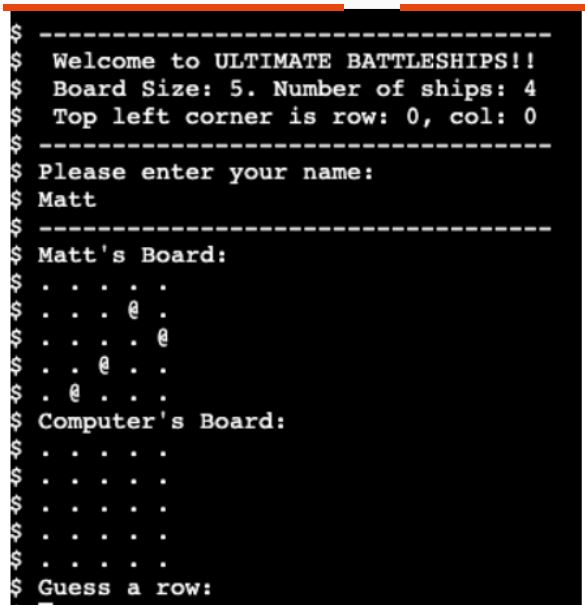 $ -----------------------------------
$  Welcome to ULTIMATE BATTLESHIPS!!
$  Board Size: 5. Number of ships: 4
$  Top left corner is row: 0, col: 0
$ -----------------------------------
$ Please enter your name:
$ Matt
$ -----------------------------------
$ Matt's Board:
$ . . . . .
$ . . . @ .
$ . . . . @
$ . . @ . .
$ . @ . . .
$ Computer's Board:
$ . . . . .
$ . . . . .
$ . . . . .
$ . . . . .
$ . . . . .
$ Guess a row: